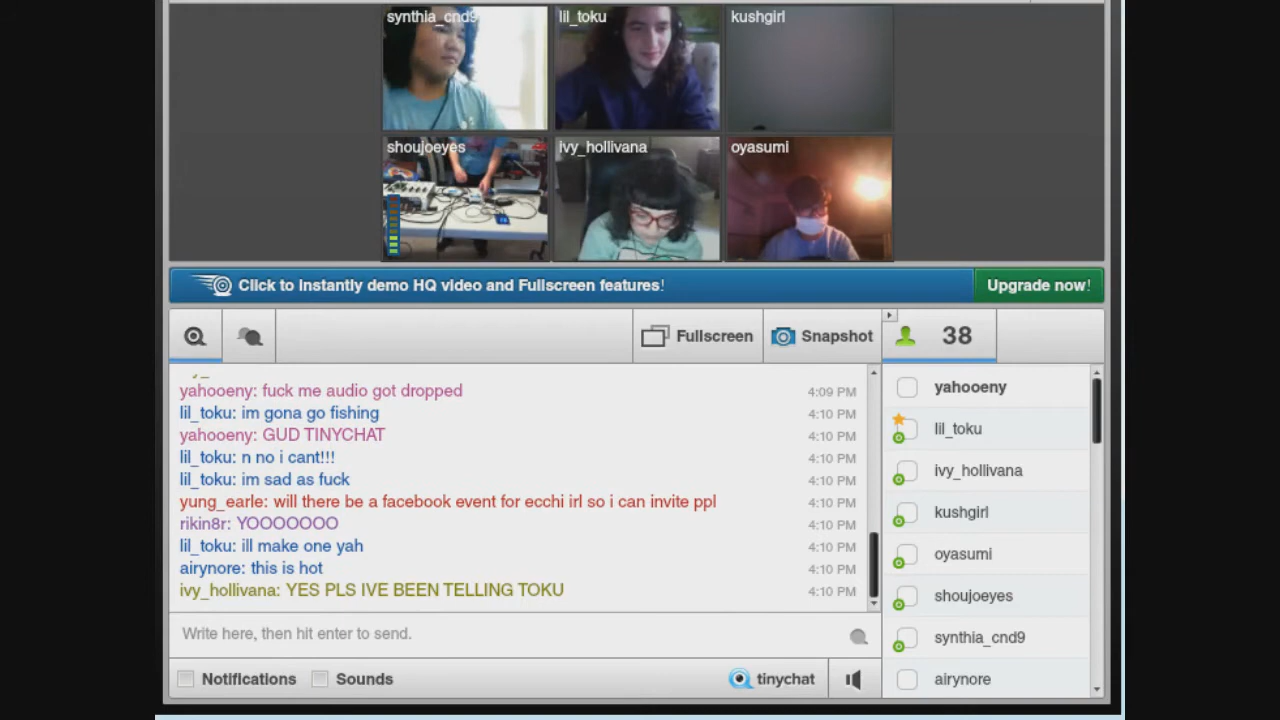 synthia_cnd9 lil_toku kushgirl
shoujoeyes ivy_hollivana oyasumi
Click to instantly demo HQ video and Fullscreen features! Upgrade now!
Fullscreen Snapshot 38
yahooeny: fuck me audio got dropped 4:09 PM
lil_toku: im gona go fishing 4:10 PM
yahooeny: GUD TINYCHAT 4:10 PM
lil_toku: n no i cant!!! 4:10 PM
lil_toku: im sad as fuck 4:10 PM
yung_earle: will there be a facebook event for ecchi irl so i can invite ppl 4:10 PM
rikin8r: YOOOOOOO 4:10 PM
lil_toku: ill make one yah 4:10 PM
airynore: this is hot 4:10 PM
ivy_hollivana: YES PLS IVE BEEN TELLING TOKU 4:10 PM
Write here, then hit enter to send.
Notifications Sounds tinychat
yahooeny
lil_toku
ivy_hollivana
kushgirl
oyasumi
shoujoeyes
synthia_cnd9
airynore